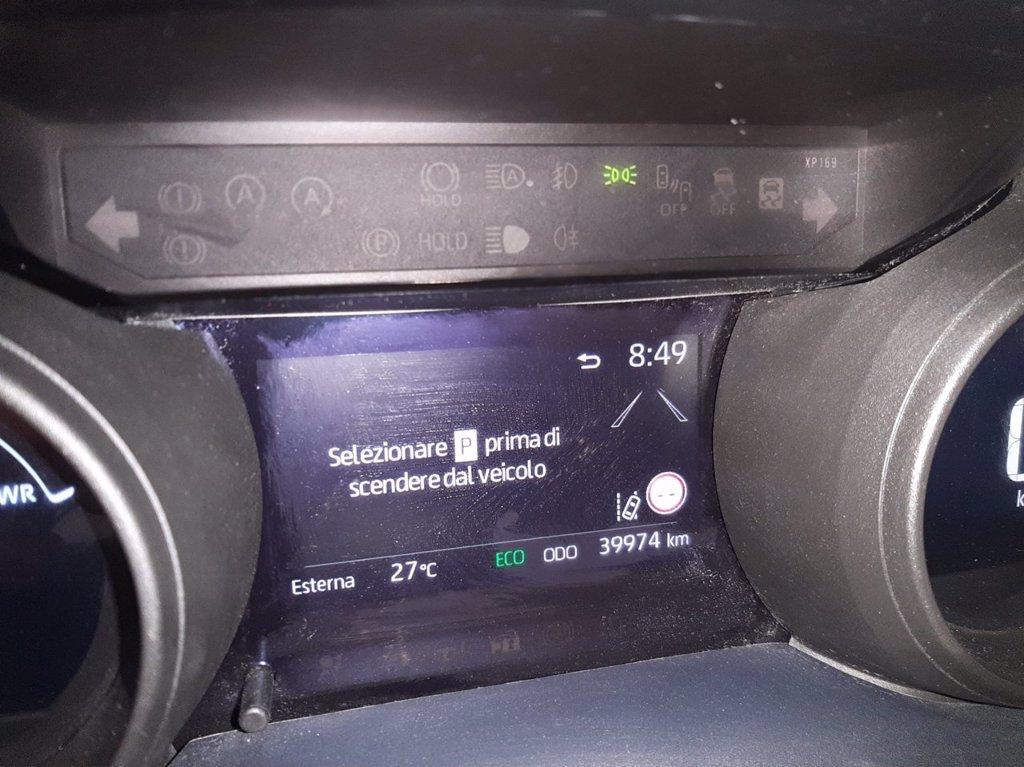 XP169
A
A
HOLD
A
OFF
OFF
P
HOLD
8:49
Selezionare P prima di
scendere dal veicolo
WR
--
Esterna 27°C ECO ODO 39974 km